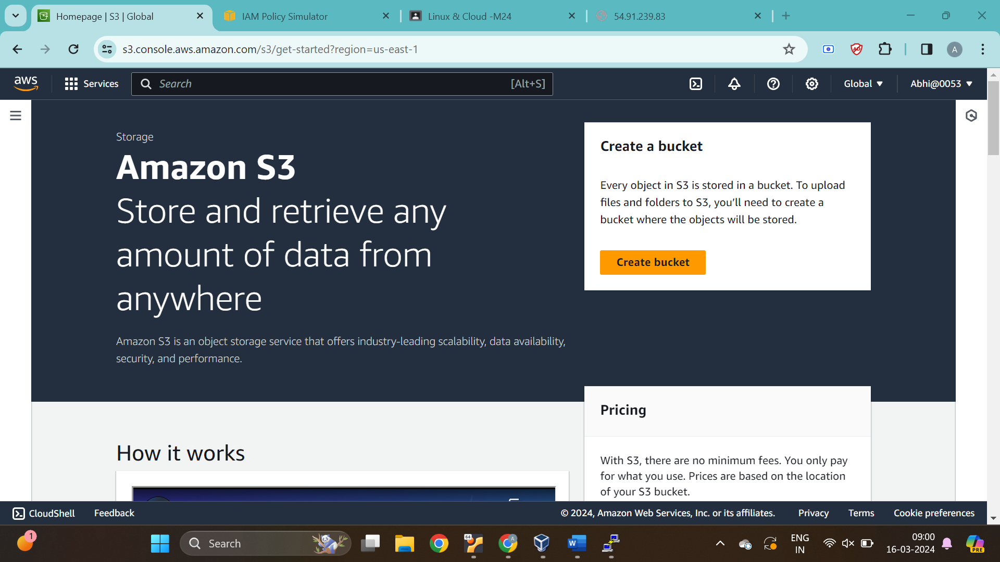 Homepage | S3 | Global
IAM Policy Simulator
Linux & Cloud -M24
54.91.239.83
s3.console.aws.amazon.com/s3/get-started?region=us-east-1
A
aws
Services
Search
[Alt+S]
Global
Abhi@0053
Storage
Amazon S3
Store and retrieve any
amount of data from
anywhere
Amazon S3 is an object storage service that offers industry-leading scalability, data availability,
security, and performance.
Create a bucket
Every object in S3 is stored in a bucket. To upload
files and folders to S3, you’ll need to create a
bucket where the objects will be stored.
Create bucket
Pricing
With S3, there are no minimum fees. You only pay
for what you use. Prices are based on the location
of your S3 bucket.
How it works
CloudShell
Feedback
© 2024, Amazon Web Services, Inc. or its affiliates.
Privacy
Terms
Cookie preferences
1
Search
64
A
W
ENG
IN
09:00
16-03-2024
PRE